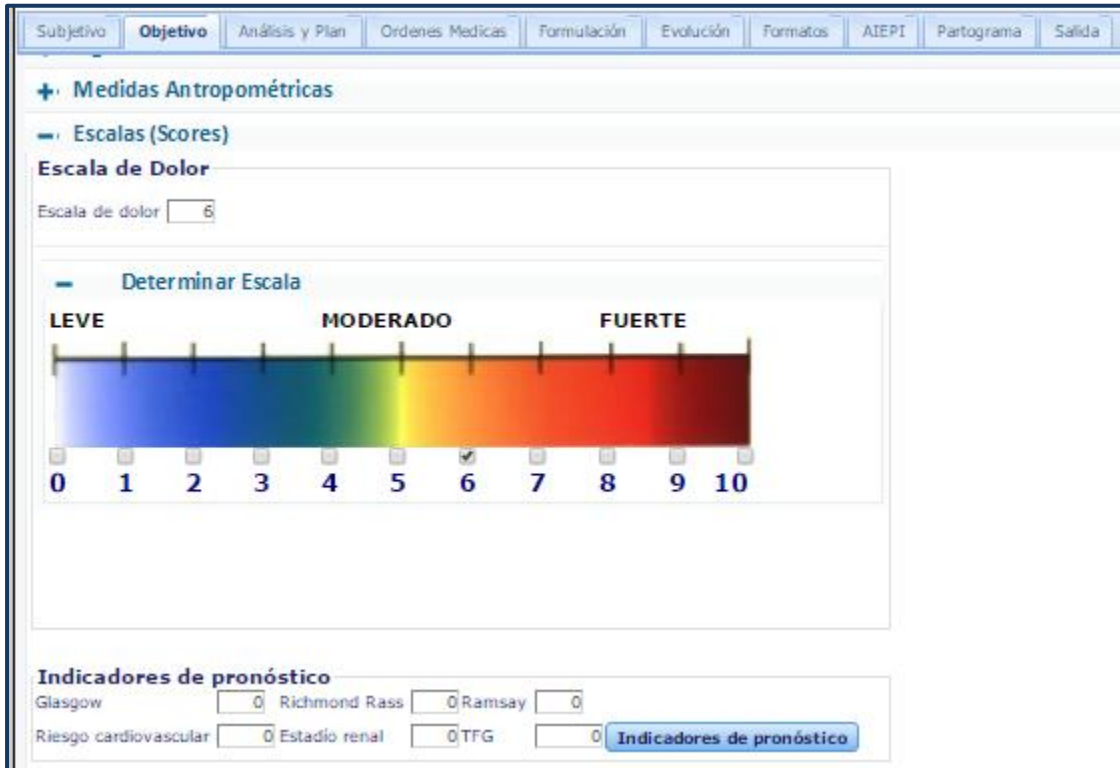 Subjetivo Objetivo Análisis y Plan Ordenes Medicas Formulación Evolución Formatos AIEPI Partograma Salida
Medidas Antropométricas
Escalas (Scores)
Escala de Dolor
Escala de dolor 6
Determinar Escala
LEVE MODERADO FUERTE
0 1 2 3 4 5 6 7 8 9 10
Indicadores de pronóstico
Glasgow 0 Richmond Rass 0 Ramsay 0
Riesgo cardiovascular 0 Estadío renal 0 TFG 0 Indicadores de pronóstico